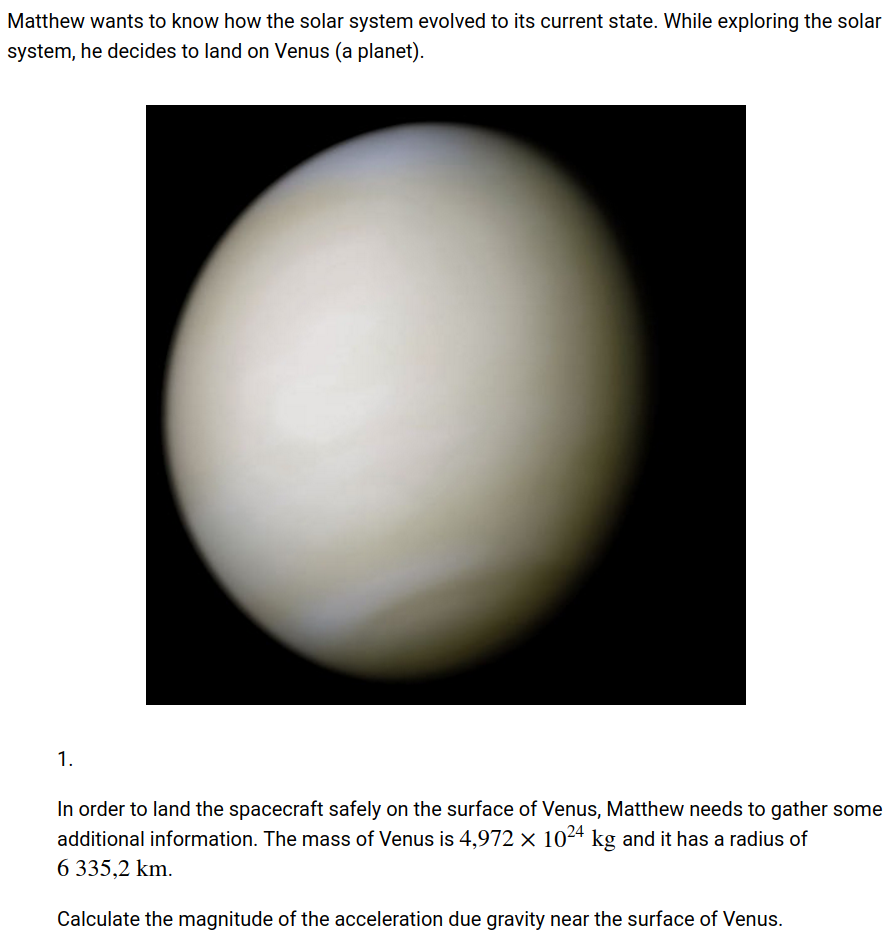 Matthew wants to know how the solar system evolved to its current state. While exploring the solar
system, he decides to land on Venus (a planet).
1.
In order to land the spacecraft safely on the surface of Venus, Matthew needs to gather some
additional information. The mass of Venus is 4,972 × 10²⁴ kg and it has a radius of
6 335,2 km.
Calculate the magnitude of the acceleration due gravity near the surface of Venus.